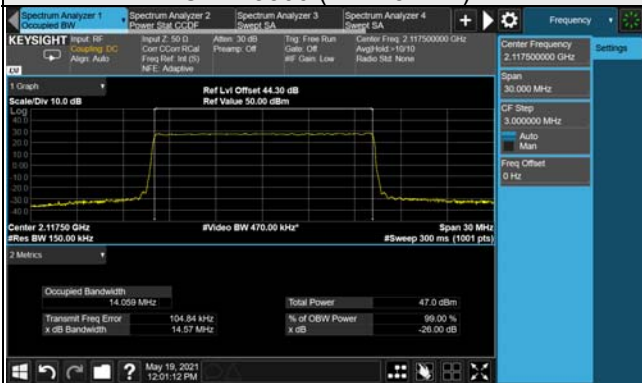 Spectrum Analyzer 1
Occupied BW
Spectrum Analyzer 2
Power Stat CCDF
Spectrum Analyzer 3
Swept SA
Spectrum Analyzer 4
Swept SA
Frequency
KEYSIGHT
Input: RF
Coupling: DC
Align: Auto
Input Z: 50 Ω
Corr CCorr RCal
Freq Ref: Int (S)
NFE: Adaptive
Atten: 30 dB
Preamp: Off
Trig: Free Run
Gate: Off
#IF Gain: Low
Center Freq: 2.117500000 GHz
Avg|Hold:>10/10
Radio Std: None
Center Frequency
2.117500000 GHz
Settings
Span
30.000 MHz
CF Step
3.000000 MHz
Auto
Man
Freq Offset
0 Hz
1 Graph
Scale/Div 10.0 dB
Ref Lvl Offset 44.30 dB
Ref Value 50.00 dBm
Log
40.0
30.0
20.0
10.0
0.00
-10.0
-20.0
-30.0
-40.0
Center 2.11750 GHz
#Res BW 150.00 kHz
#Video BW 470.00 kHz*
Span 30 MHz
#Sweep 300 ms (1001 pts)
2 Metrics
Occupied Bandwidth
14.059 MHz
Total Power 47.0 dBm
Transmit Freq Error 104.84 kHz
% of OBW Power 99.00 %
x dB Bandwidth 14.57 MHz
x dB -26.00 dB
May 19, 2021
12:01:12 PM